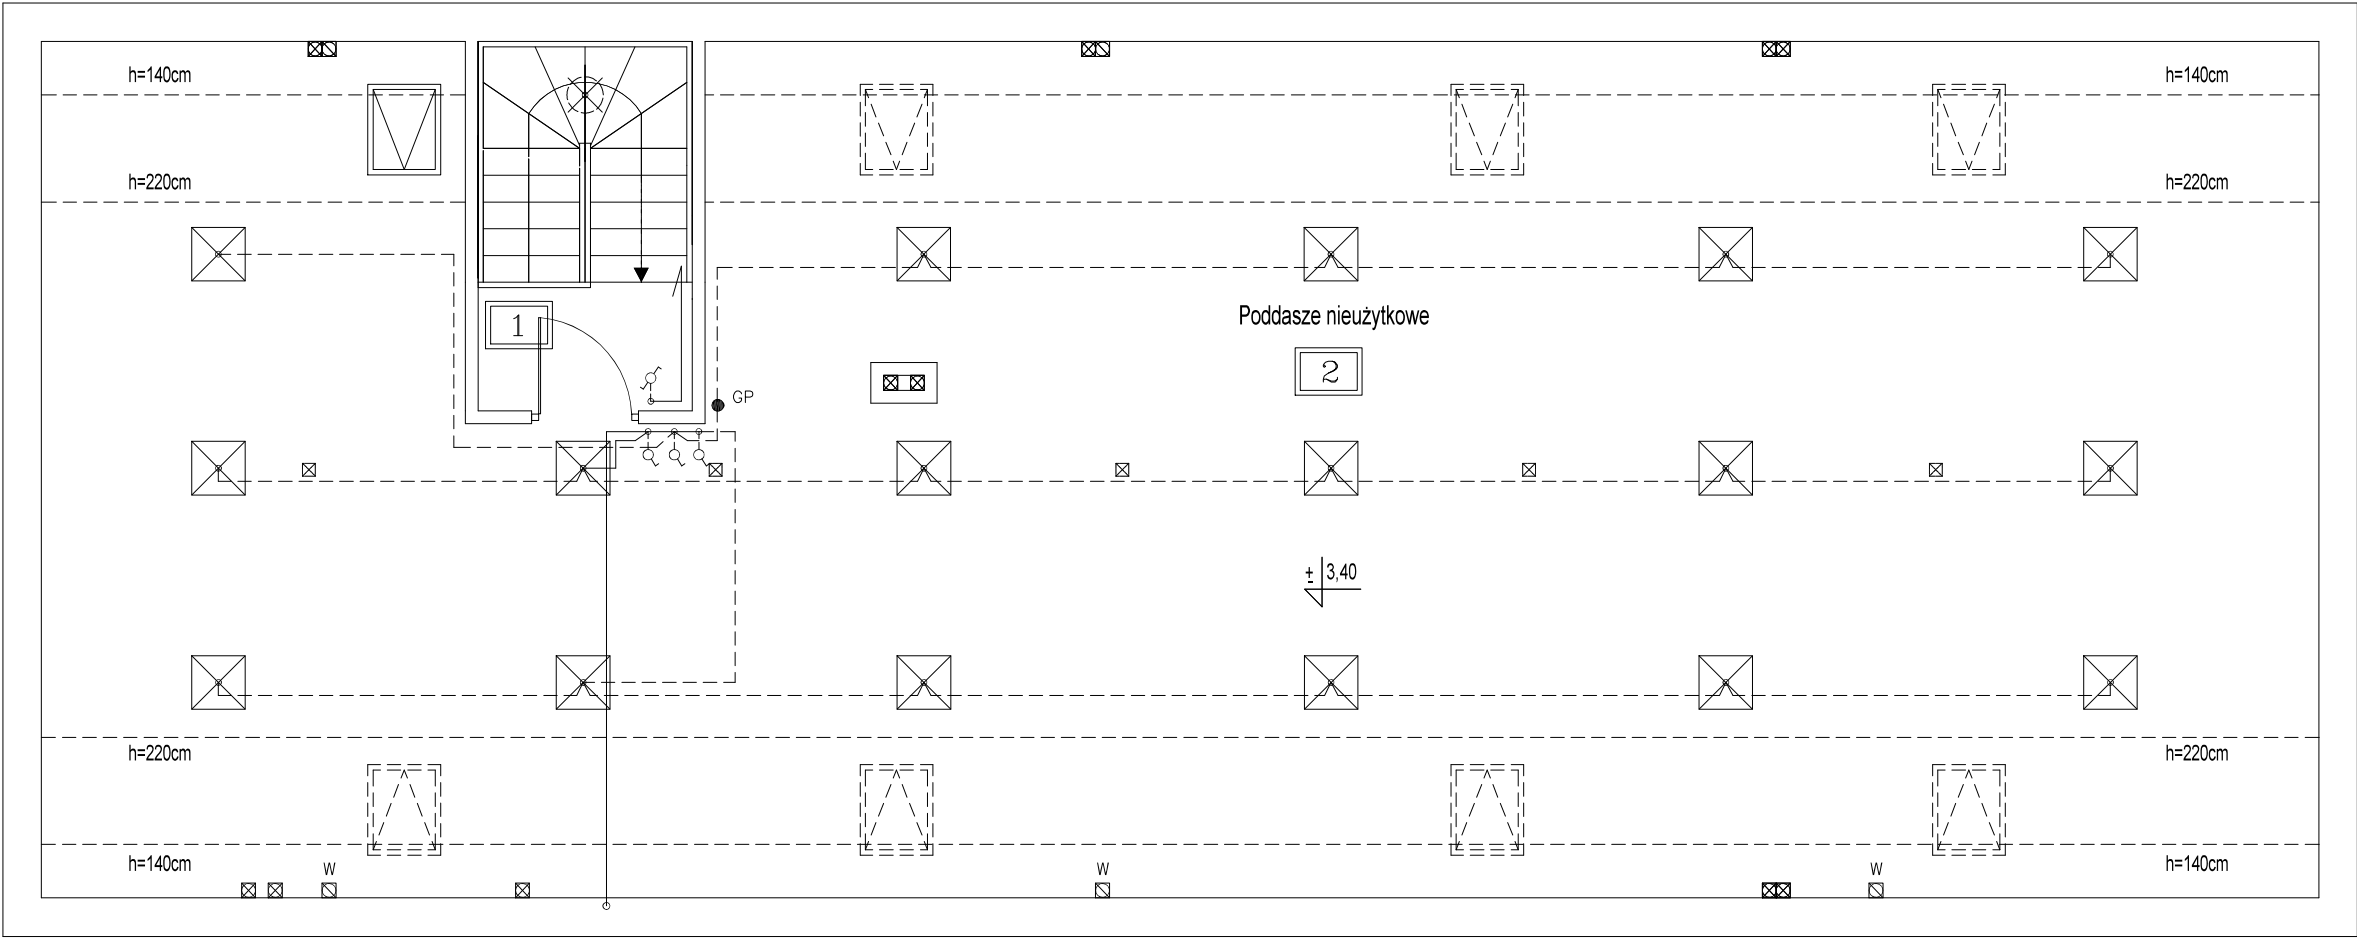 h=140cm
h=140cm
h=220cm
h=220cm
1
Poddasze nieużytkowe
2
GP
± 3,40
h=220cm
h=220cm
h=140cm
h=140cm
W
W
W